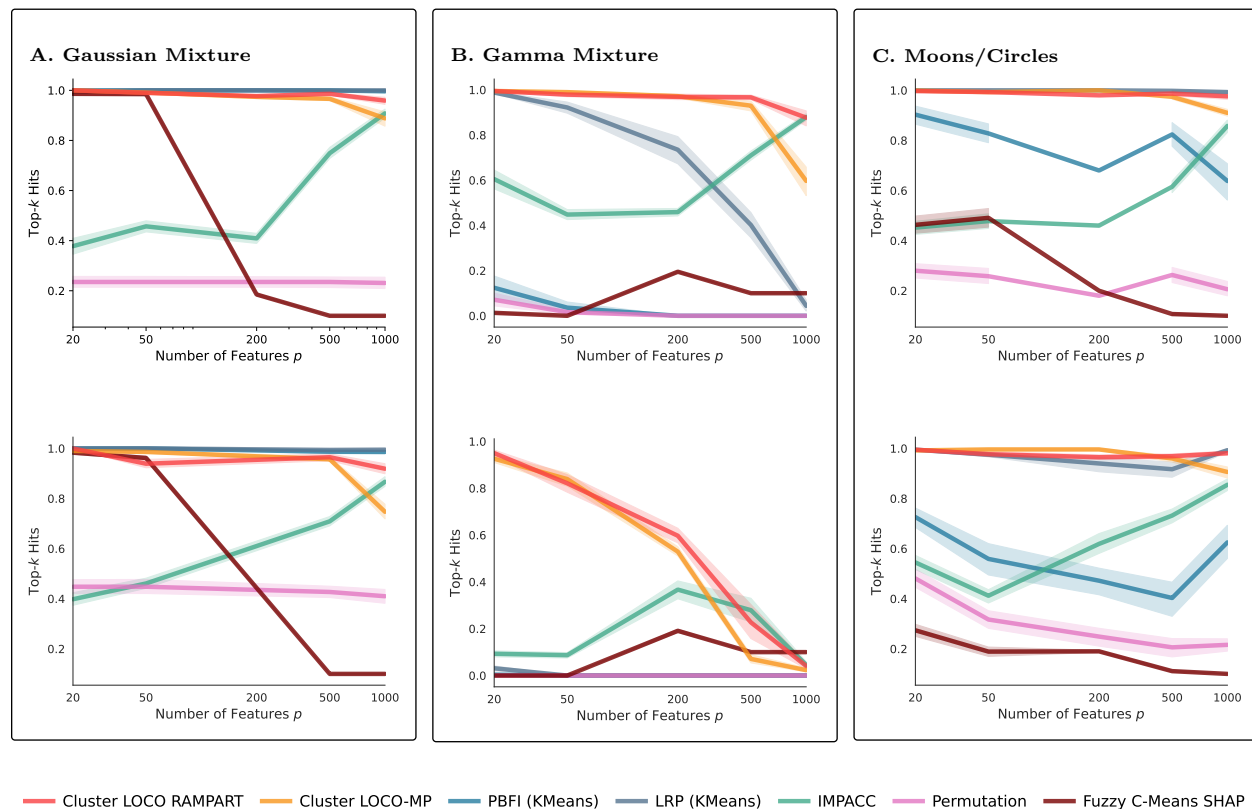 A. Gaussian Mixture
1.0
0.8
0.6
0.4
0.2
Top-k Hits
20 50 200 500 1000
Number of Features p
1.0
0.8
0.6
0.4
0.2
Top-k Hits
20 50 200 500 1000
Number of Features p
B. Gamma Mixture
1.0
0.8
0.6
0.4
0.2
0.0
Top-k Hits
20 50 200 500 1000
Number of Features p
1.0
0.8
0.6
0.4
0.2
0.0
Top-k Hits
20 50 200 500 1000
Number of Features p
C. Moons/Circles
1.0
0.8
0.6
0.4
0.2
Top-k Hits
20 50 200 500 1000
Number of Features p
1.0
0.8
0.6
0.4
0.2
Top-k Hits
20 50 200 500 1000
Number of Features p
Cluster LOCO RAMPART Cluster LOCO-MP PBFI (KMeans) LRP (KMeans) IMPACC Permutation Fuzzy C-Means SHAP